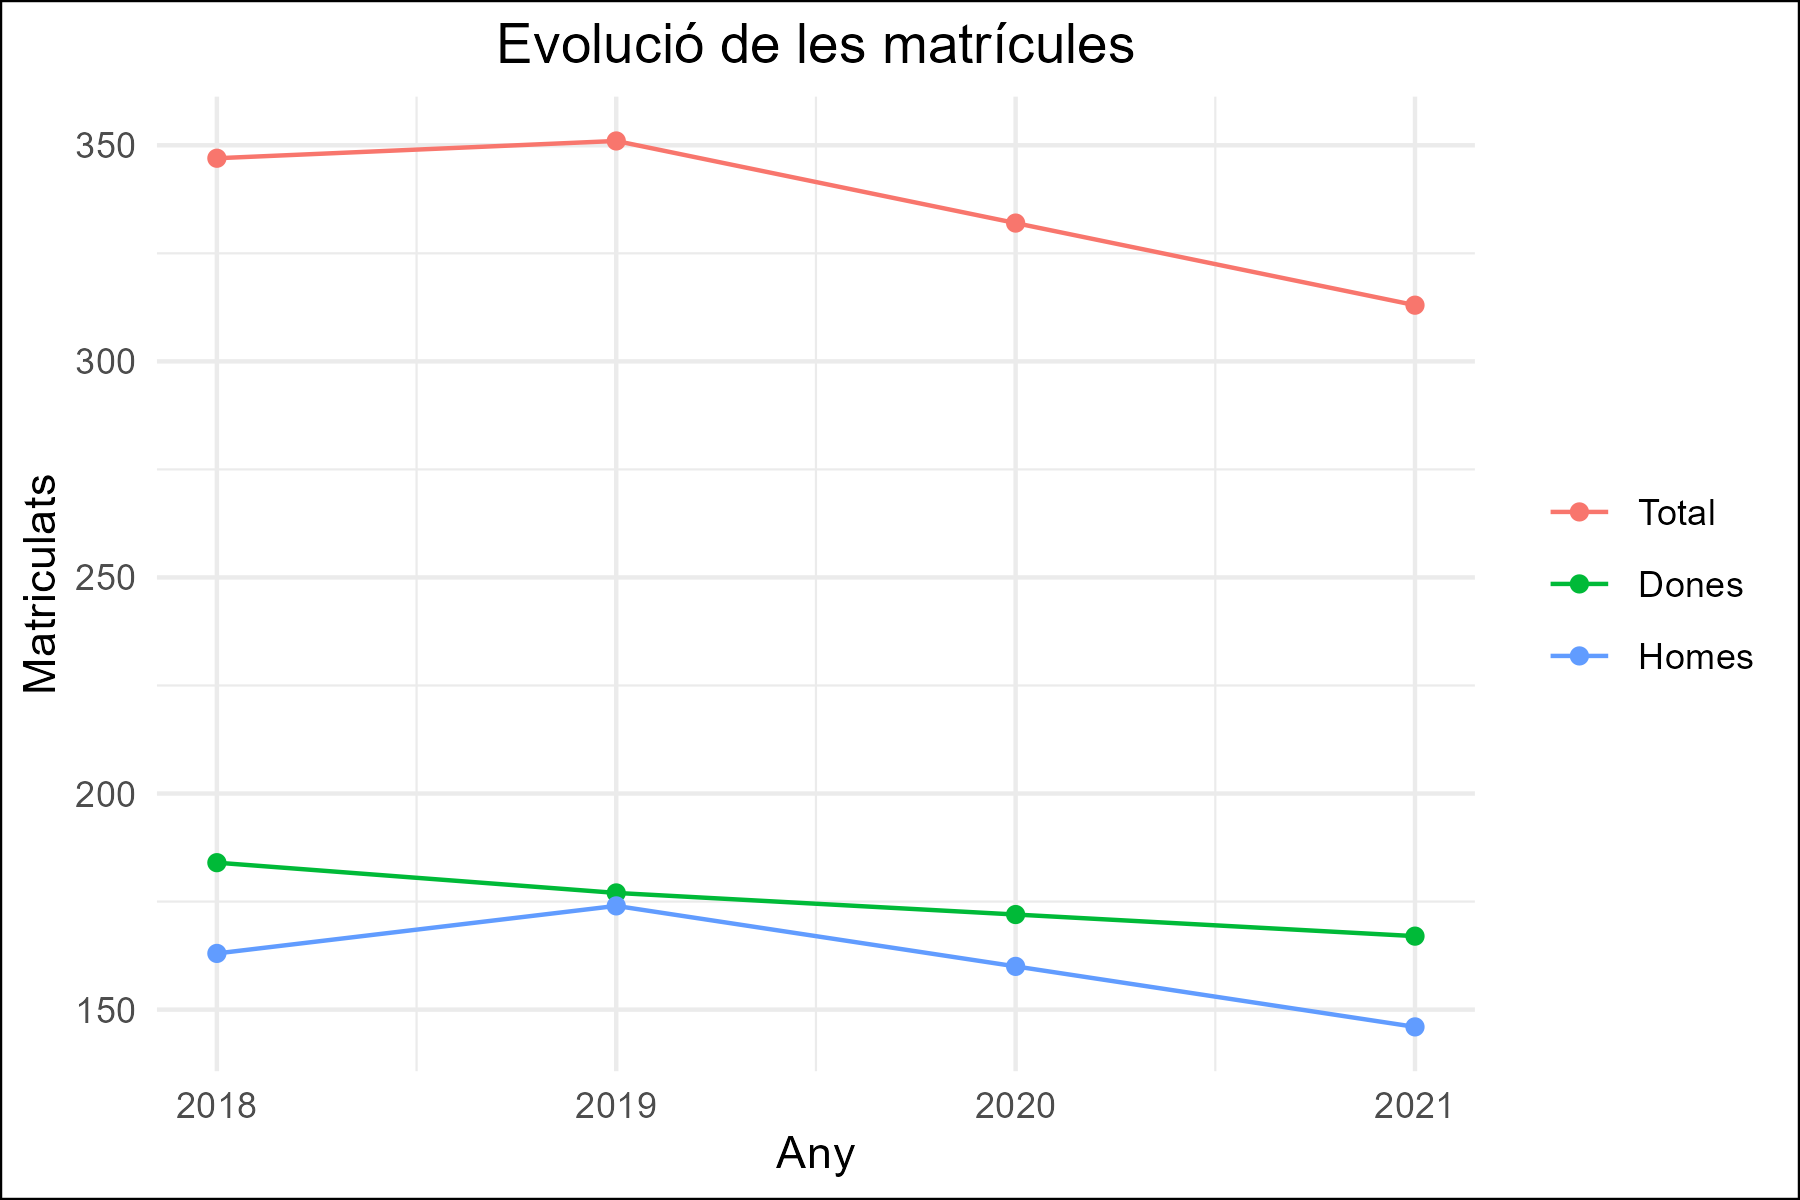 Evolució de les matrícules
350
300
250
200
150
Matriculats
2018 2019 2020 2021
Any
Total
Dones
Homes